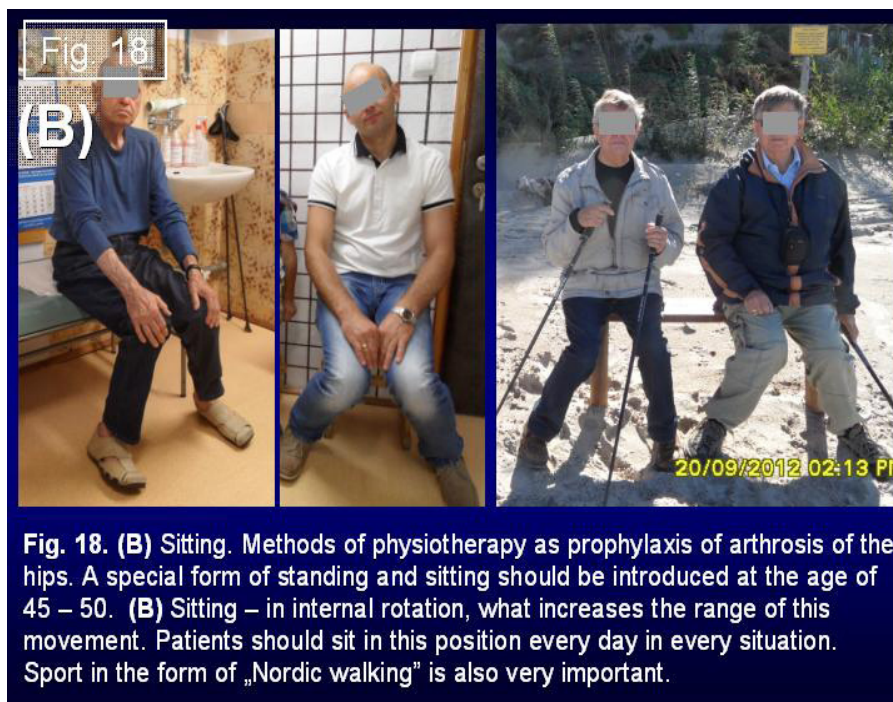 Fig. 18
(B)
20/09/2012 02:13 PM
Fig. 18. (B) Sitting. Methods of physiotherapy as prophylaxis of arthrosis of the
hips. A special form of standing and sitting should be introduced at the age of
45 – 50. (B) Sitting – in internal rotation, what increases the range of this
movement. Patients should sit in this position every day in every situation.
Sport in the form of „Nordic walking” is also very important.